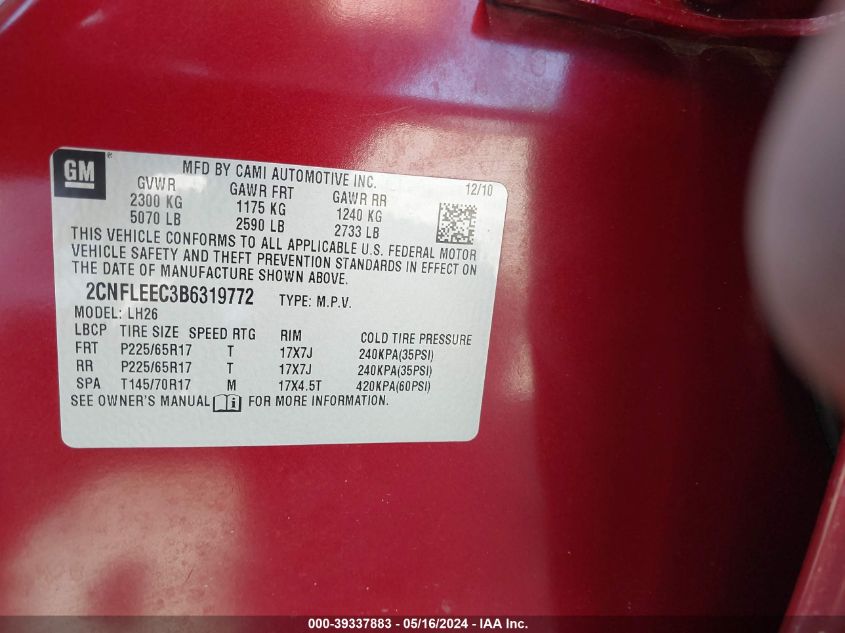 GM ®
MFD BY CAMI AUTOMOTIVE INC.
12/10
GVWR GAWR FRT GAWR RR
2300 KG 1175 KG 1240 KG
5070 LB 2590 LB 2733 LB
THIS VEHICLE CONFORMS TO ALL APPLICABLE U.S. FEDERAL MOTOR
VEHICLE SAFETY AND THEFT PREVENTION STANDARDS IN EFFECT ON
THE DATE OF MANUFACTURE SHOWN ABOVE.
2CNFLEEC3B6319772 TYPE: M.P.V.
MODEL: LH26
LBCP TIRE SIZE SPEED RTG RIM COLD TIRE PRESSURE
FRT P225/65R17 T 17X7J 240KPA(35PSI)
RR P225/65R17 T 17X7J 240KPA(35PSI)
SPA T145/70R17 M 17X4.5T 420KPA(60PSI)
SEE OWNER'S MANUAL FOR MORE INFORMATION.
000-39337883 - 05/16/2024 - IAA Inc.